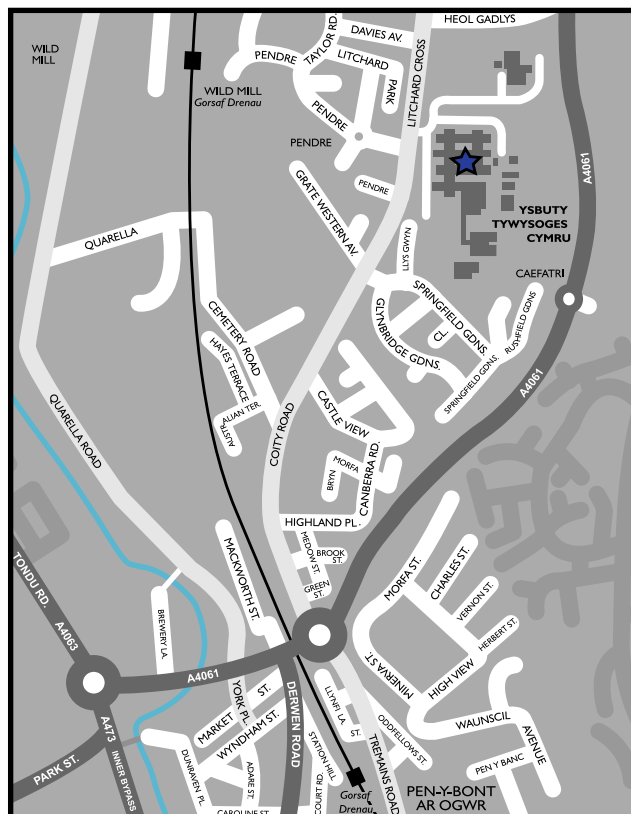 HEOL GADLYS
DAVIES AV.
TAYLOR RD.
LITCHARD
PARK
LITCHARD CROSS
WILD
MILL
PENDRE
WILD MILL
Gorsaf Drenau
PENDRE
PENDRE
PENDRE
A4061
YSBUTY
TYWYSOGES
CYMRU
GRATE WESTERN AV.
LLYS GWYN
CAEFATRI
QUARELLA
SPRINGFIELD GDNS.
RUSHFIELD GDNS
CL.
GLYNBRIDGE GDNS.
SPRINGFIELD GDNS.
CEMETERY ROAD
HAYES TERRACE
AUSTR
ALIAN TER.
A4061
QUARELLA ROAD
COITY ROAD
CASTLE VIEW
CANBERRA RD.
MORFA
BRYN
HIGHLAND PL.
MEDOW ST.
BROOK
ST.
GREEN
ST.
MACKWORTH ST.
MORFA ST.
CHARLES ST.
VERNON ST.
HERBERT ST.
TONDU RD.
A4063
BREWERY LA.
A4061
MINERVA ST.
HIGH VIEW
WAUNSCIL
AVENUE
PEN Y BANC
YORK PL.
MARKET ST.
WYNDHAM ST.
DERWEN ROAD
LLYNFI LA.
ST.
ODDFELLOWS ST.
TREMAINS ROAD
STATION HILL
COURT RD.
A473
INNER BYPASS
PARK ST.
DUNRAVEN PL.
ADARE ST.
CAROLINE ST.
Gorsaf
Drenau
PEN-Y-BONT
AR OGWR